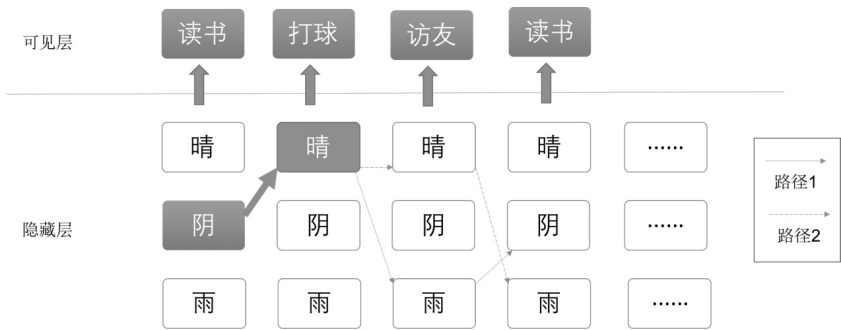 可见层 读书 打球 访友 读书
晴 晴 晴 晴 ……
路径1
隐藏层 阴 阴 阴 阴 ……
路径2
雨 雨 雨 雨 ……